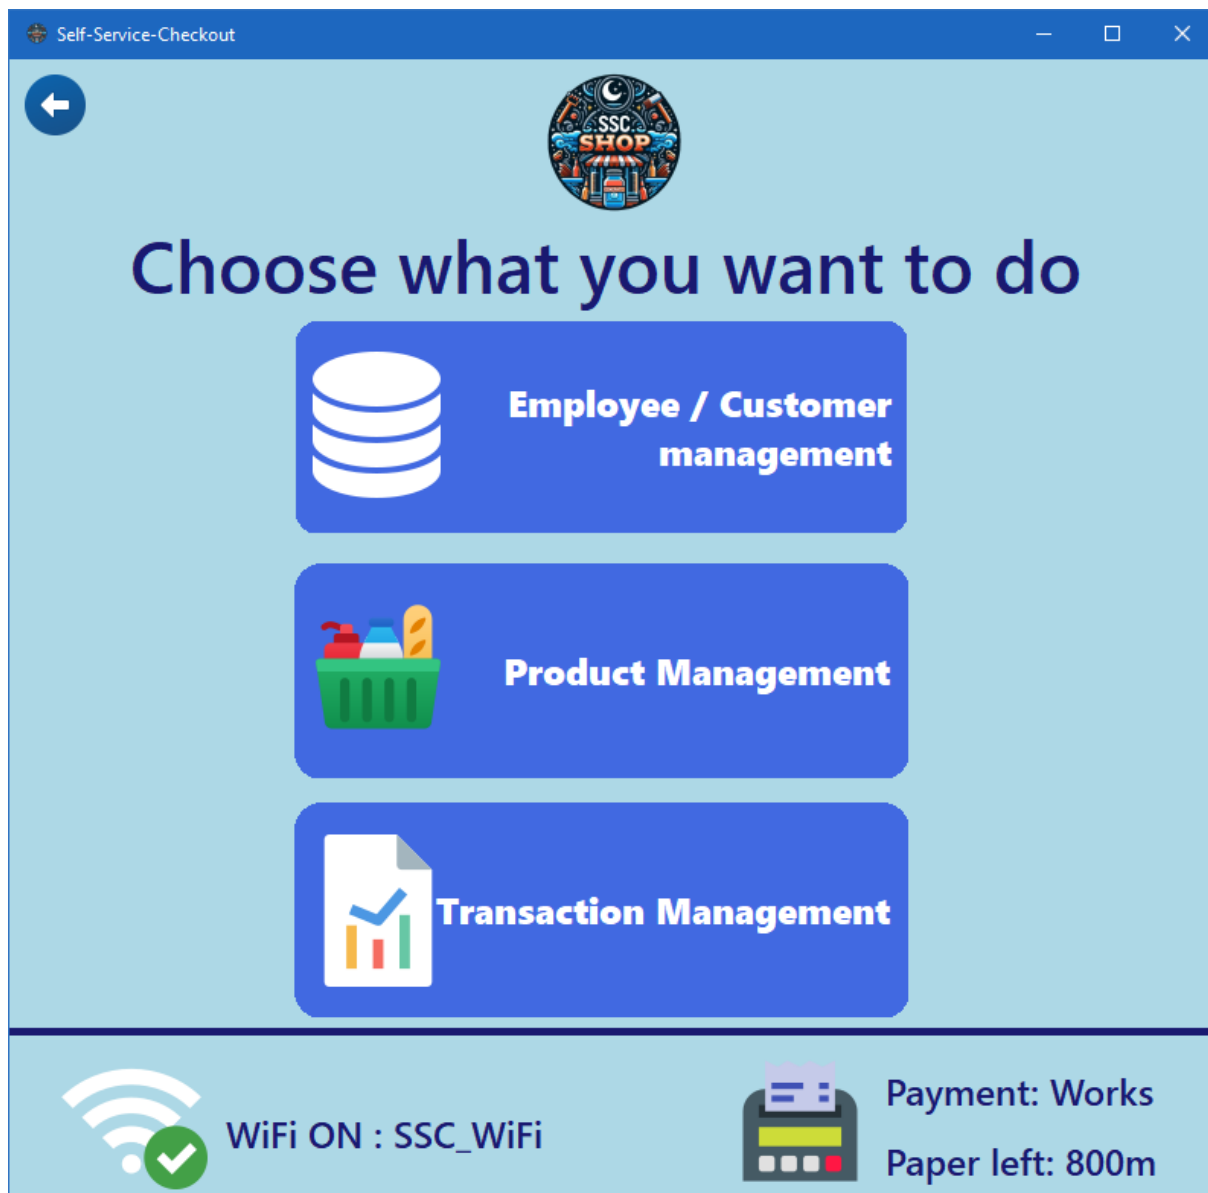 Self-Service-Checkout
SSC
SHOP
Choose what you want to do
Employee / Customer
management
Product Management
Transaction Management
WiFi ON : SSC_WiFi
Payment: Works
Paper left: 800m